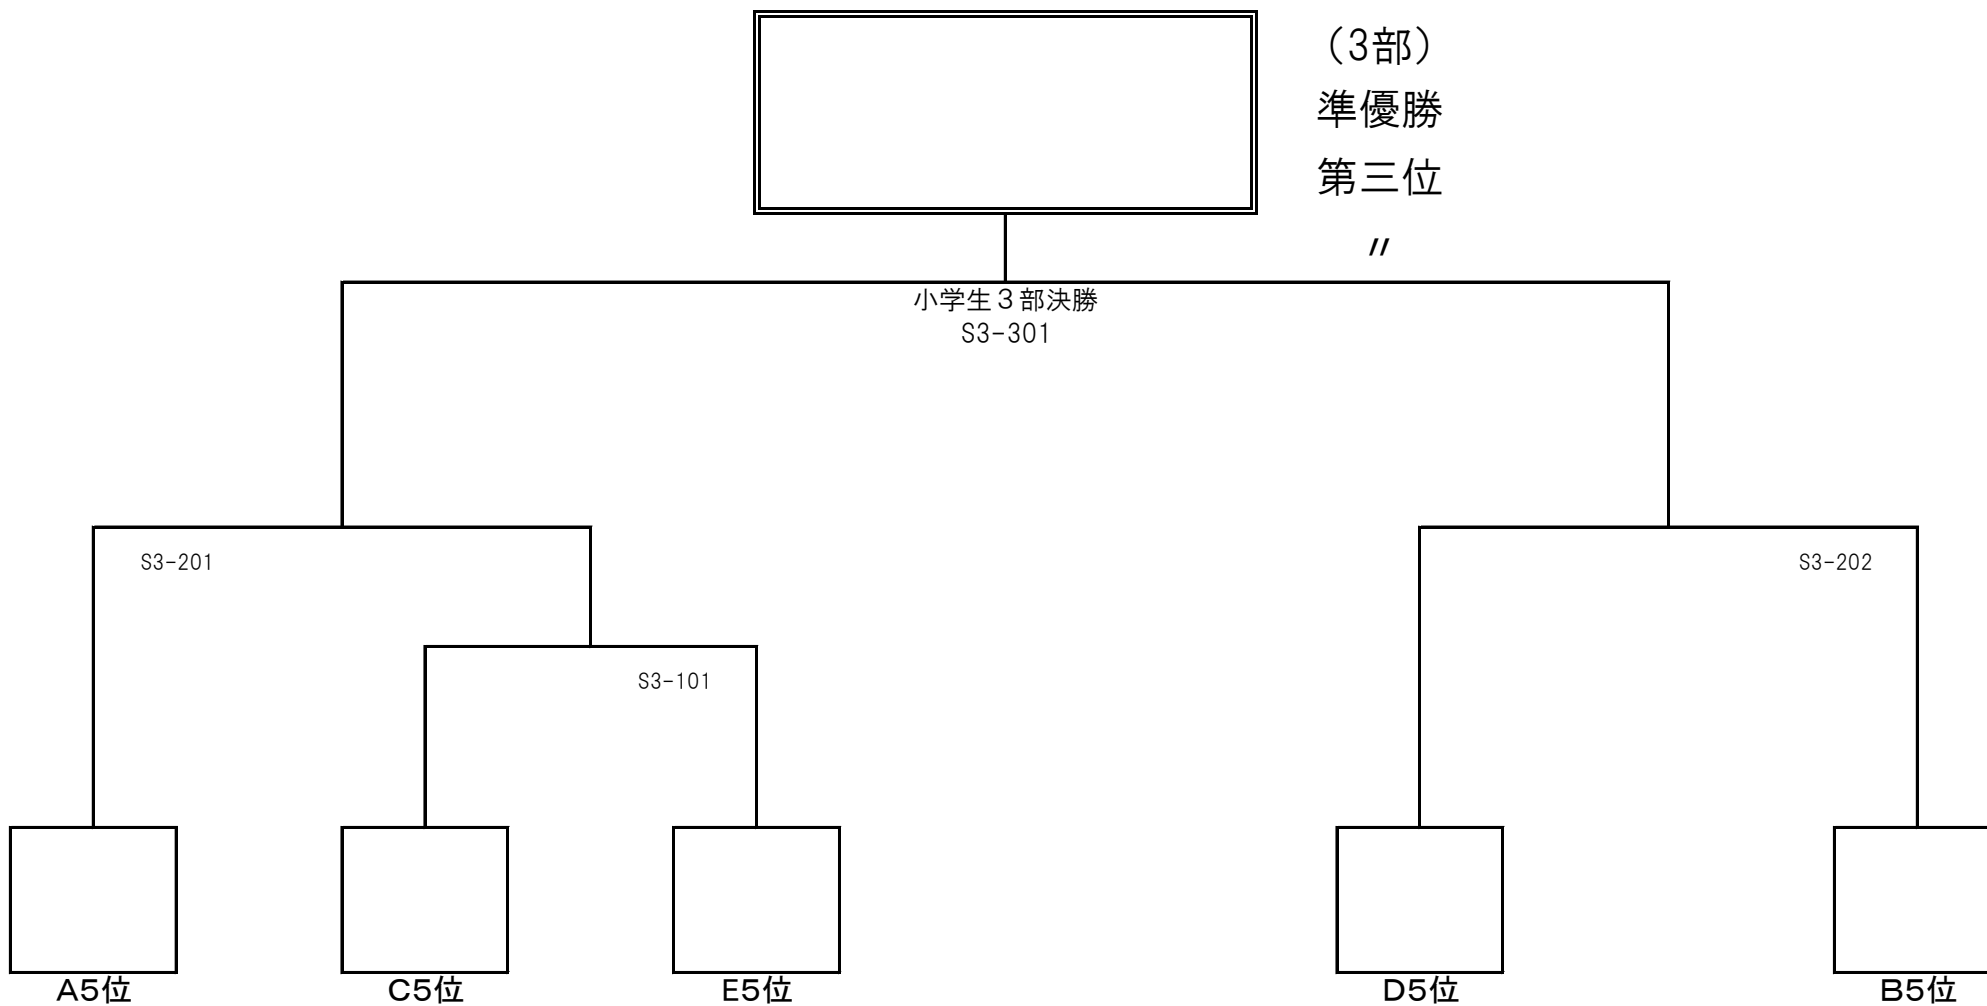 （3部）
準優勝
第三位
〃
小学生３部決勝
S3-301
S3-201
S3-202
S3-101
A5位
C5位
E5位
D5位
B5位